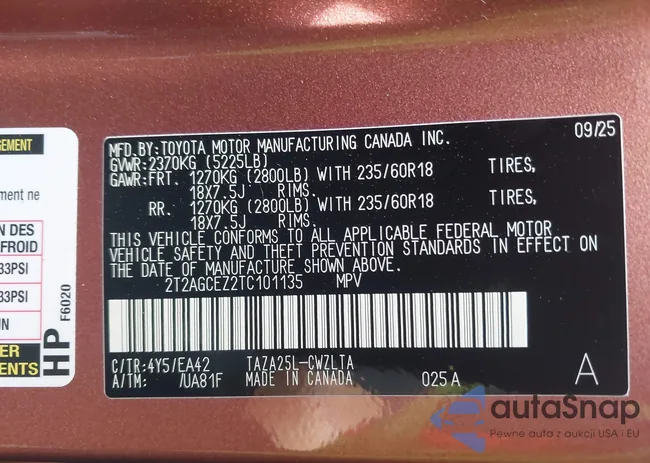 GEMENT
ment ne
N DES
FROID
33PSI
33PSI
UN
ER
ENTS
HP
F6020
09/25
MFD.BY:TOYOTA MOTOR MANUFACTURING CANADA INC.
GVWR:2370KG (5225LB)
GAWR:FRT. 1270KG (2800LB) WITH 235/60R18 TIRES,
18X7.5J RIMS.
RR. 1270KG (2800LB) WITH 235/60R18 TIRES,
18X7.5J RIMS.
THIS VEHICLE CONFORMS TO ALL APPLICABLE FEDERAL MOTOR
VEHICLE SAFETY AND THEFT PREVENTION STANDARDS IN EFFECT ON
THE DATE OF MANUFACTURE SHOWN ABOVE.
2T2AGCEZ2TC101135 MPV
C/TR:4Y5/EA42 TAZA25L-CWZLTA
A/TM: /UA81F MADE IN CANADA 025A A
autaSnap
Pewne auta z aukcji USA i EU